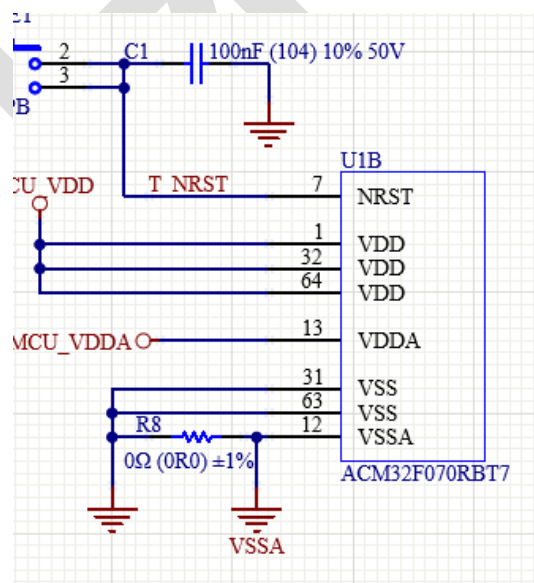 2
C1
100nF (104) 10% 50V
3
U1B
T_NRST
7
NRST
1
VDD
32
VDD
64
VDD
MCU_VDDA
13
VDDA
31
VSS
63
VSS
R8
12
VSSA
0Ω (0R0) ±1%
ACM32F070RBT7
VSSA